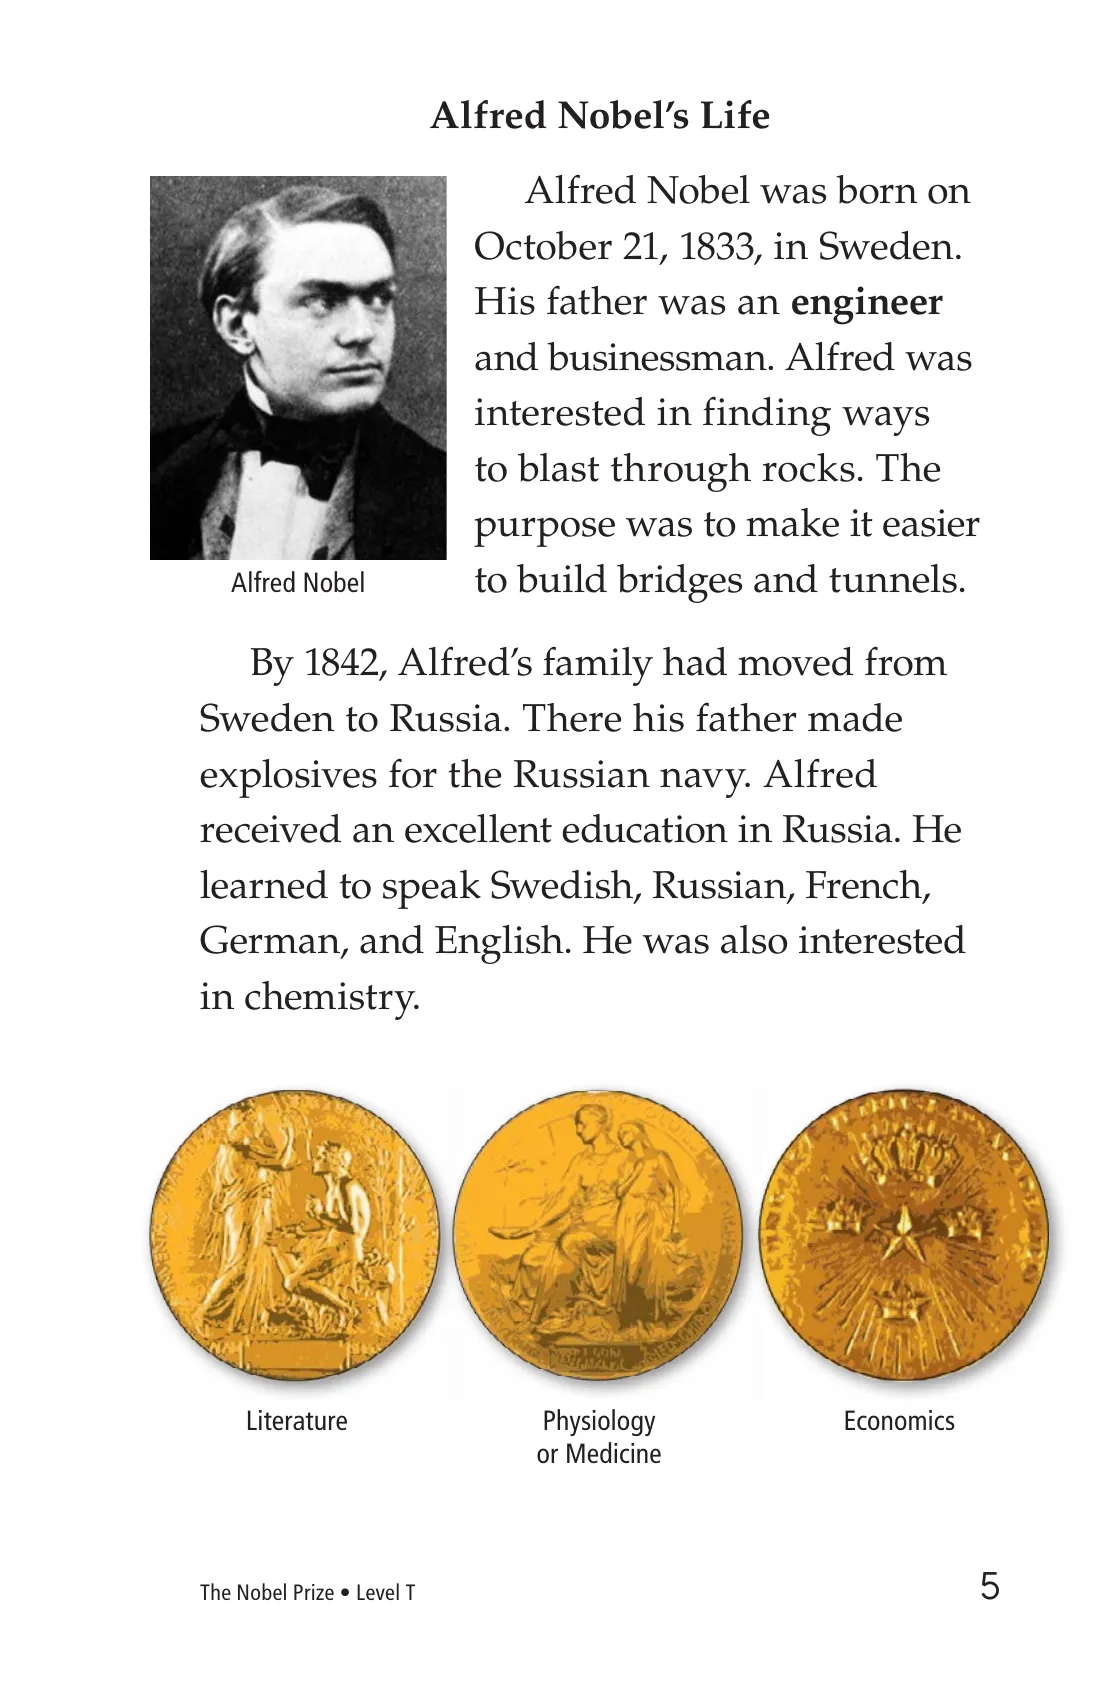 Alfred Nobel’s Life
Alfred Nobel was born on
October 21, 1833, in Sweden.
His father was an engineer
and businessman. Alfred was
interested in finding ways
to blast through rocks. The
purpose was to make it easier
to build bridges and tunnels.
Alfred Nobel
By 1842, Alfred’s family had moved from
Sweden to Russia. There his father made
explosives for the Russian navy. Alfred
received an excellent education in Russia. He
learned to speak Swedish, Russian, French,
German, and English. He was also interested
in chemistry.
Literature
Physiology
or Medicine
Economics
The Nobel Prize • Level T
5